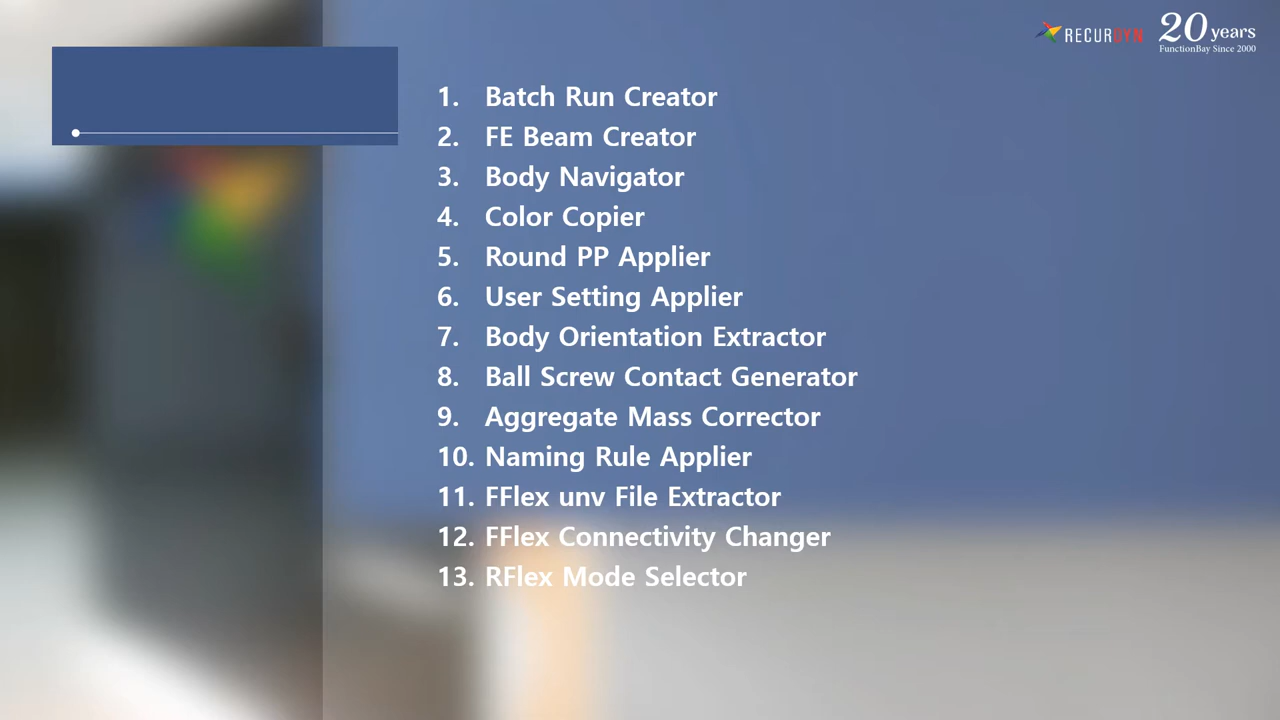 RECURDYN
20 years
FunctionBay Since 2000
1. Batch Run Creator
2. FE Beam Creator
3. Body Navigator
4. Color Copier
5. Round PP Applier
6. User Setting Applier
7. Body Orientation Extractor
8. Ball Screw Contact Generator
9. Aggregate Mass Corrector
10. Naming Rule Applier
11. FFlex unv File Extractor
12. FFlex Connectivity Changer
13. RFlex Mode Selector